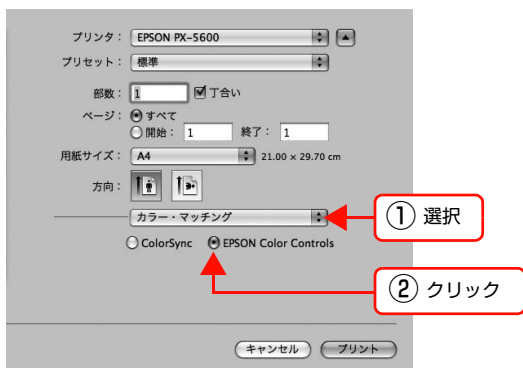 プリンタ： EPSON PX-5600
プリセット： 標準
部数： 1 丁合い
ページ： すべて
開始： 1 終了： 1
用紙サイズ： A4 21.00 × 29.70 cm
方向：
カラー・マッチング
① 選択
ColorSync EPSON Color Controls
② クリック
キャンセル プリント